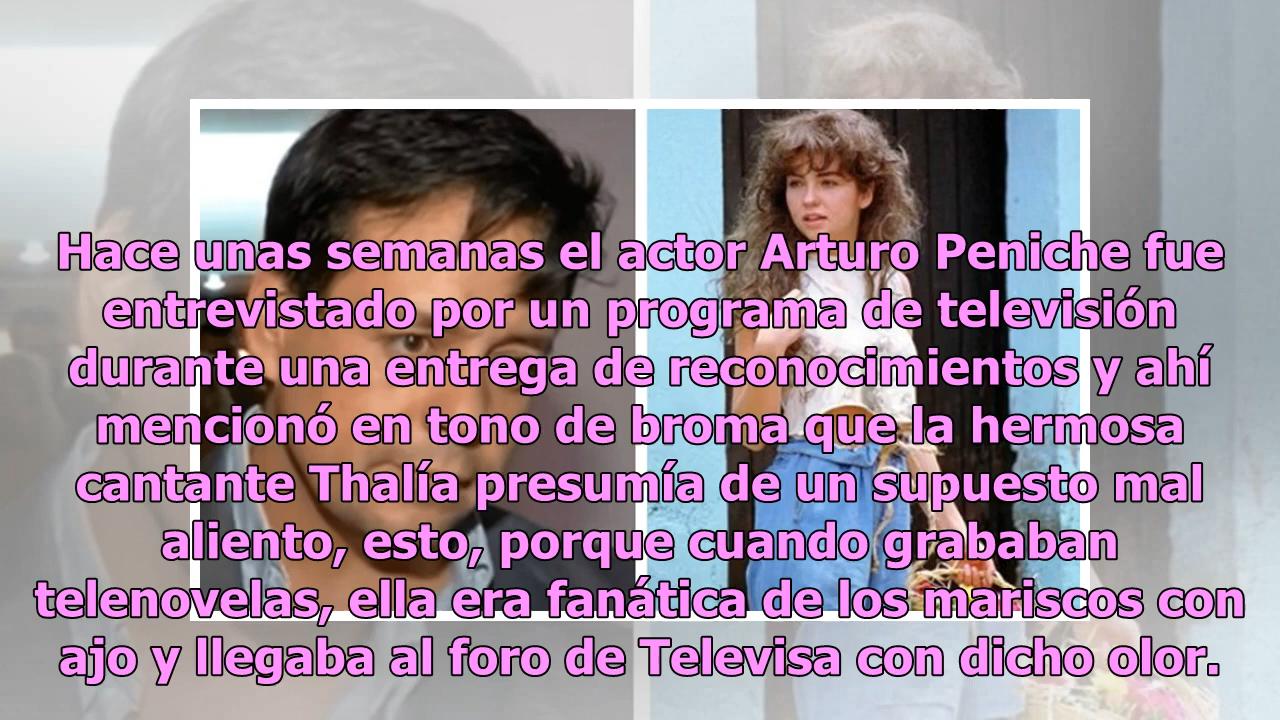 Hace unas semanas el actor Arturo Peniche fue
entrevistado por un programa de televisión
durante una entrega de reconocimientos y ahí
mencionó en tono de broma que la hermosa
cantante Thalía presumía de un supuesto mal
aliento, esto, porque cuando grababan
telenovelas, ella era fanática de los mariscos con
ajo y llegaba al foro de Televisa con dicho olor.